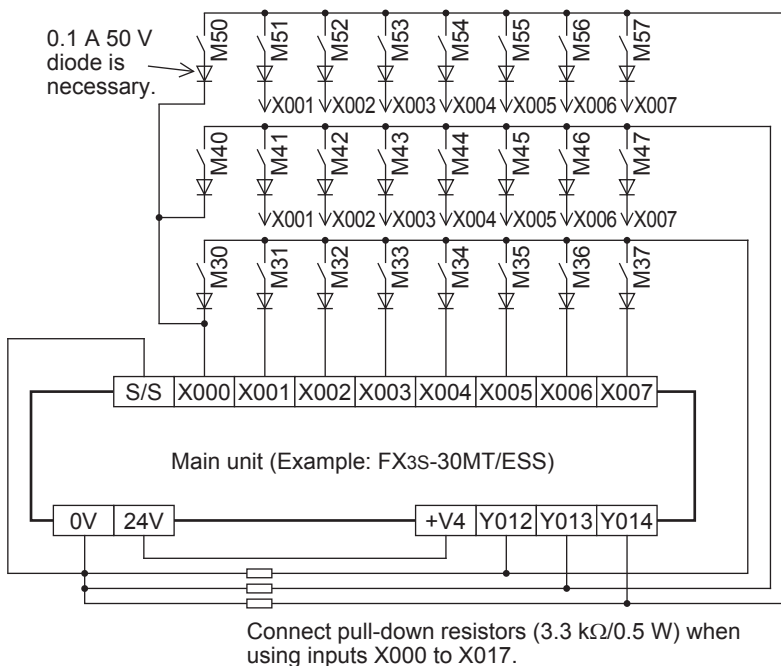 M50 M51 M52 M53 M54 M55 M56 M57
0.1 A 50 V
diode is
necessary.
X001 X002 X003 X004 X005 X006 X007
M40 M41 M42 M43 M44 M45 M46 M47
X001 X002 X003 X004 X005 X006 X007
M30 M31 M32 M33 M34 M35 M36 M37
S/S X000 X001 X002 X003 X004 X005 X006 X007
Main unit (Example: FX3S-30MT/ESS)
0V 24V +V4 Y012 Y013 Y014
Connect pull-down resistors (3.3 kΩ/0.5 W) when
using inputs X000 to X017.